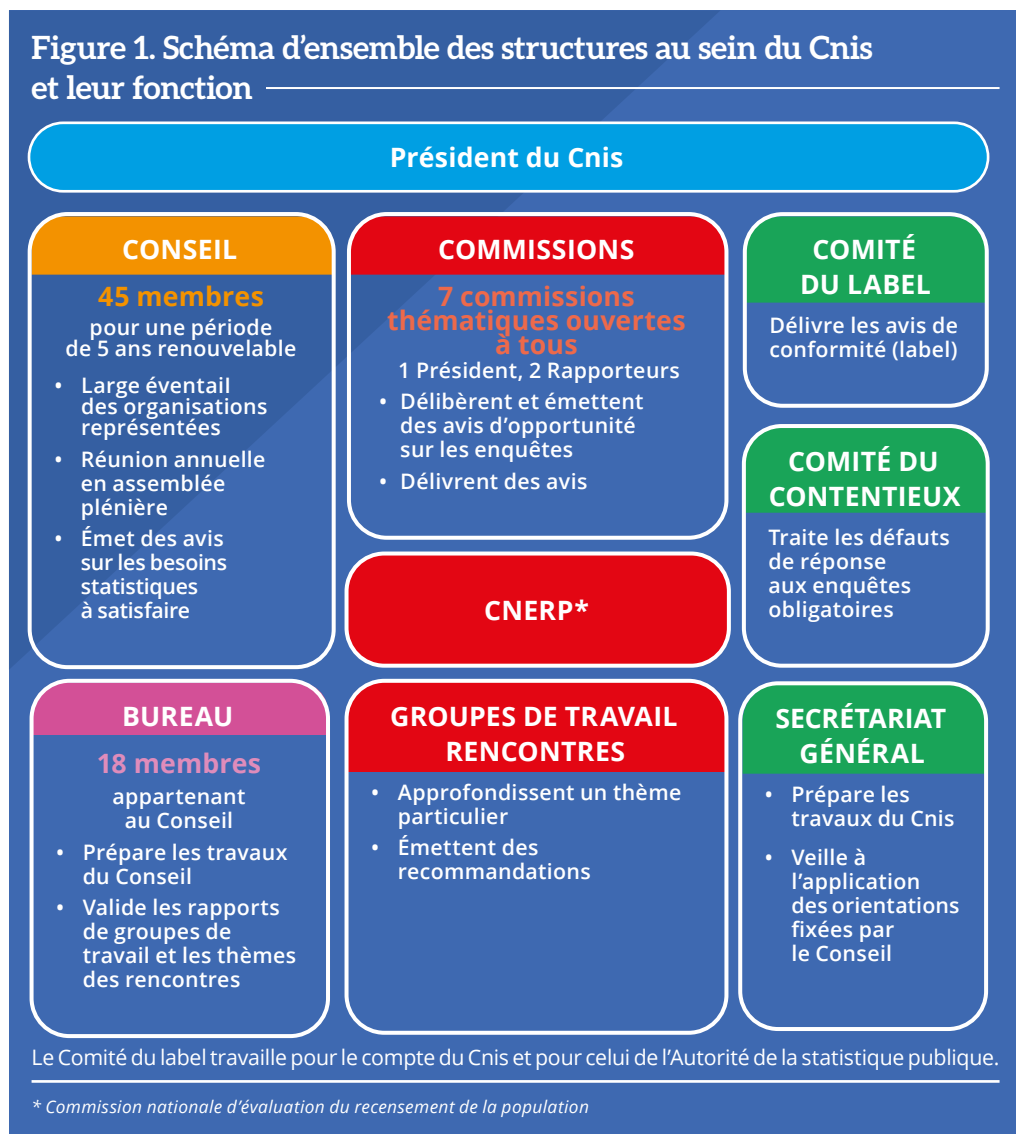 Figure 1. Schéma d’ensemble des structures au sein du Cnis
et leur fonction
Président du Cnis
CONSEIL
45 membres
pour une période
de 5 ans renouvelable
• Large éventail
des organisations
représentées
• Réunion annuelle
en assemblée
plénière
• Émet des avis
sur les besoins
statistiques
à satisfaire
COMMISSIONS
7 commissions
thématiques ouvertes
à tous
1 Président, 2 Rapporteurs
• Délibèrent et émettent
des avis d’opportunité
sur les enquêtes
• Délivrent des avis
COMITÉ
DU LABEL
Délivre les avis de
conformité (label)
COMITÉ DU
CONTENTIEUX
Traite les défauts
de réponse
aux enquêtes
obligatoires
CNERP*
BUREAU
18 membres
appartenant
au Conseil
• Prépare les travaux
du Conseil
• Valide les rapports
de groupes de
travail et les thèmes
des rencontres
GROUPES DE TRAVAIL
RENCONTRES
• Approfondissent un thème
particulier
• Émettent des
recommandations
SECRÉTARIAT
GÉNÉRAL
• Prépare les
travaux du Cnis
• Veille à
l’application
des orientations
fixées par
le Conseil
Le Comité du label travaille pour le compte du Cnis et pour celui de l’Autorité de la statistique publique.
* Commission nationale d’évaluation du recensement de la population